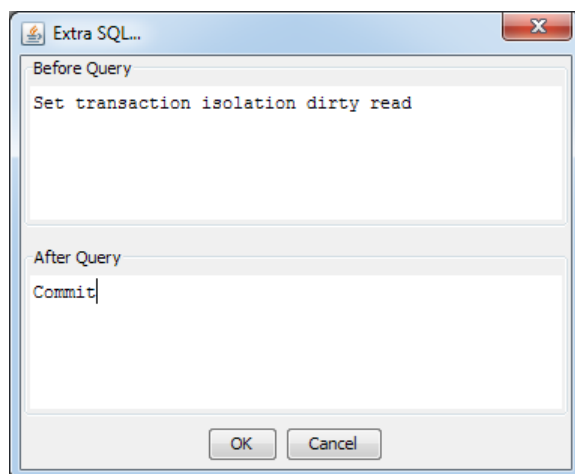 Extra SQL...
Before Query
Set transaction isolation dirty read
After Query
Commit
OK Cancel